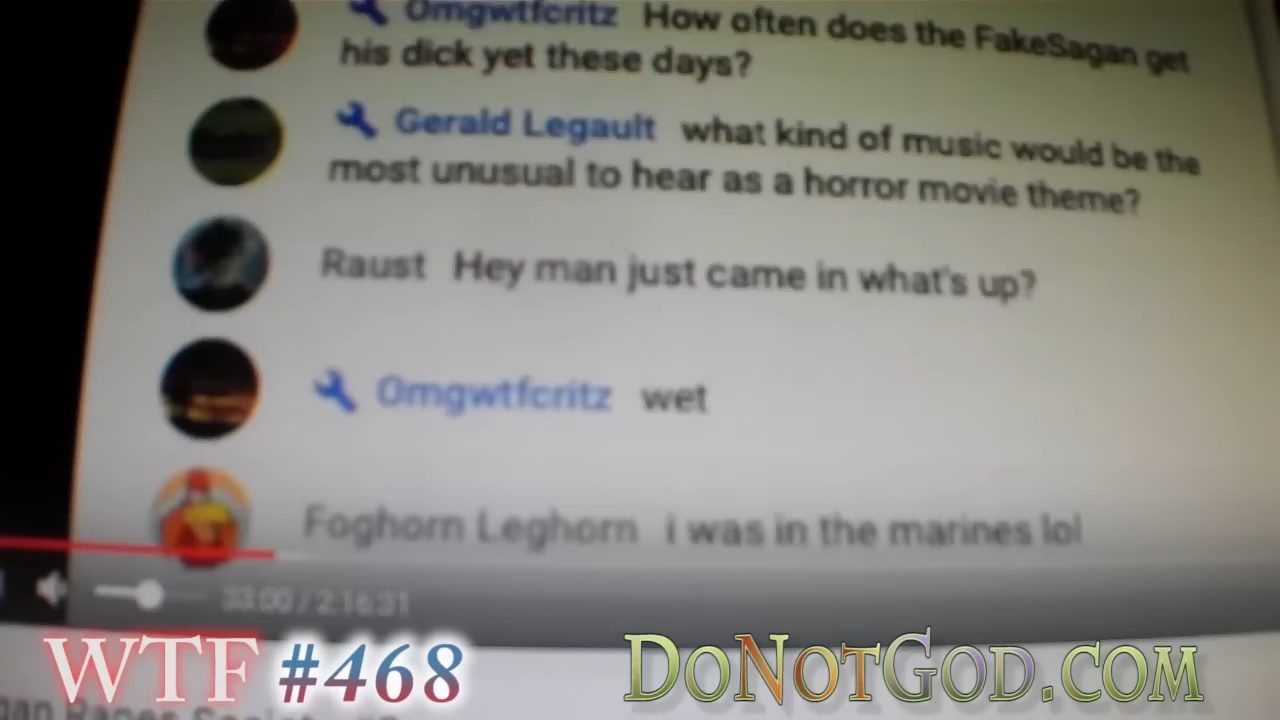 Omgwtfcritz How often does the FakeSagan get
his dick yet these days?
Gerald Legault what kind of music would be the
most unusual to hear as a horror movie theme?
Raust Hey man just came in what's up?
Omgwtfcritz wet
Foghorn Leghorn i was in the marines lol
33:00 / 2:16:31
WTF #468
DoNotGod.com